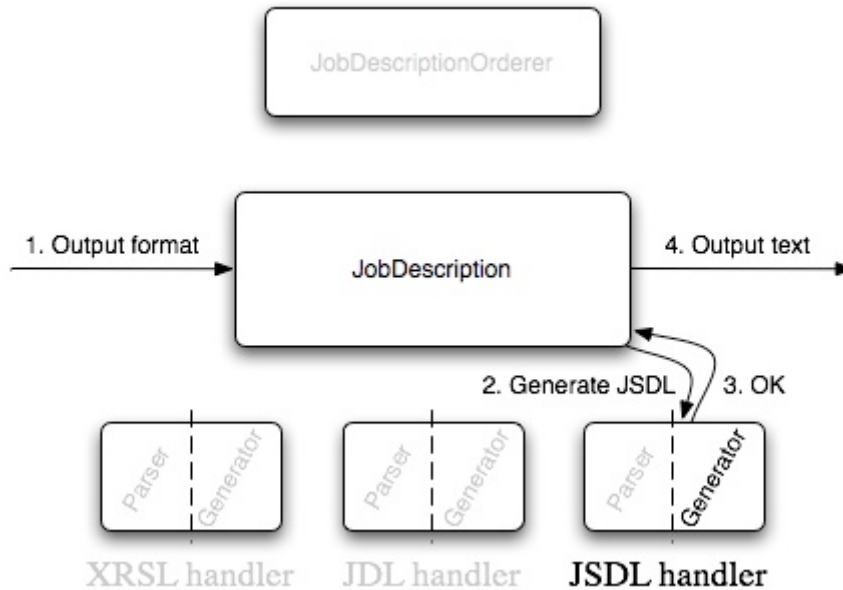 JobDescriptionOrderer
1. Output format
JobDescription
4. Output text
2. Generate JSDL
3. OK
Parser
Generator
Parser
Generator
Parser
Generator
XRSL handler
JDL handler
JSDL handler